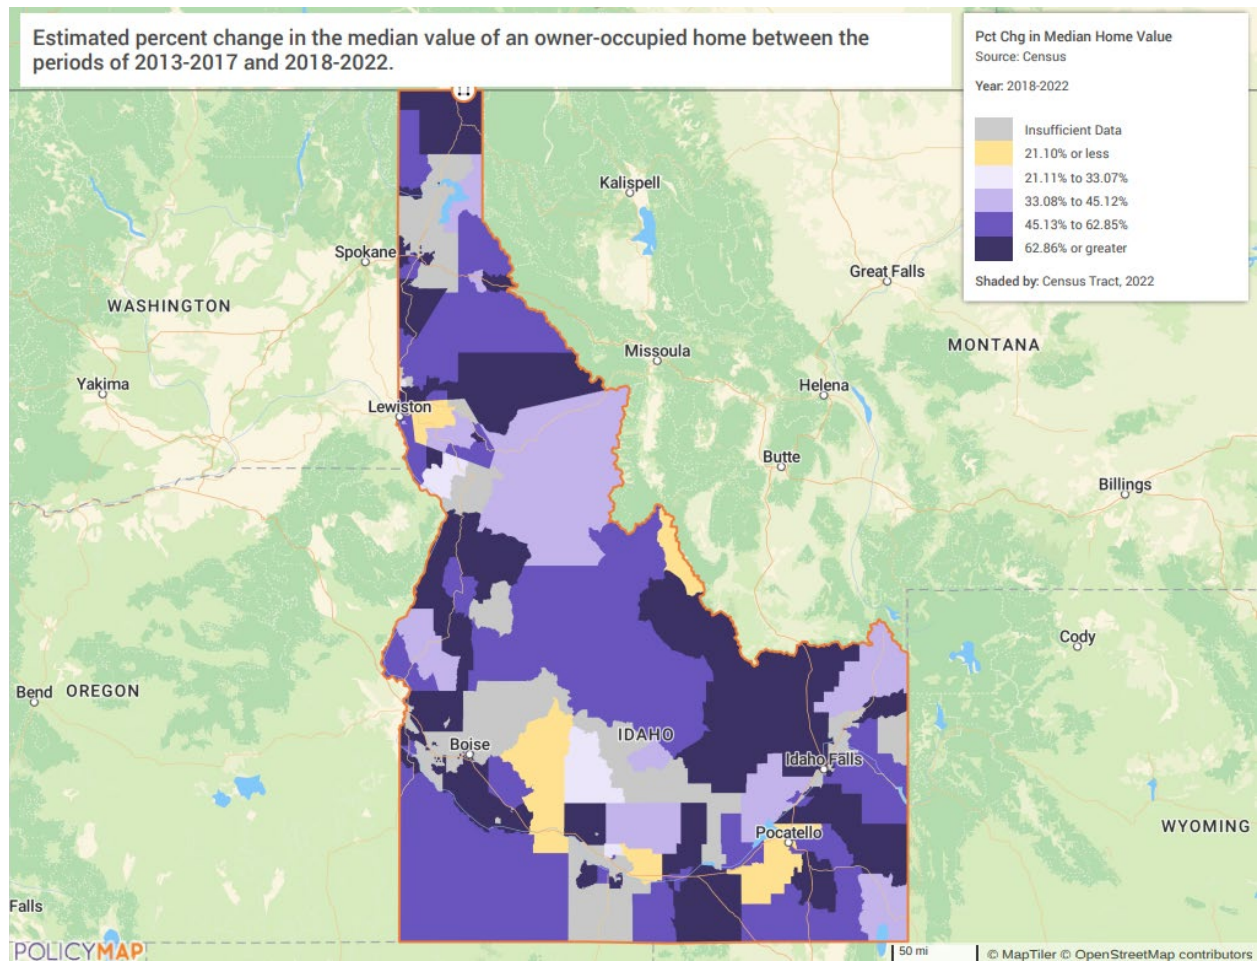 Estimated percent change in the median value of an owner-occupied home between the
periods of 2013-2017 and 2018-2022.
Pct Chg in Median Home Value
Source: Census
Year: 2018-2022
Insufficient Data
21.10% or less
21.11% to 33.07%
33.08% to 45.12%
45.13% to 62.85%
62.86% or greater
Shaded by: Census Tract, 2022
Kalispell
Spokane
Great Falls
WASHINGTON
MONTANA
Missoula
Yakima
Helena
Lewiston
Butte
Billings
Cody
Bend
OREGON
IDAHO
Boise
Idaho Falls
Pocatello
WYOMING
Falls
POLICYMAP
50 mi
© MapTiler © OpenStreetMap contributors